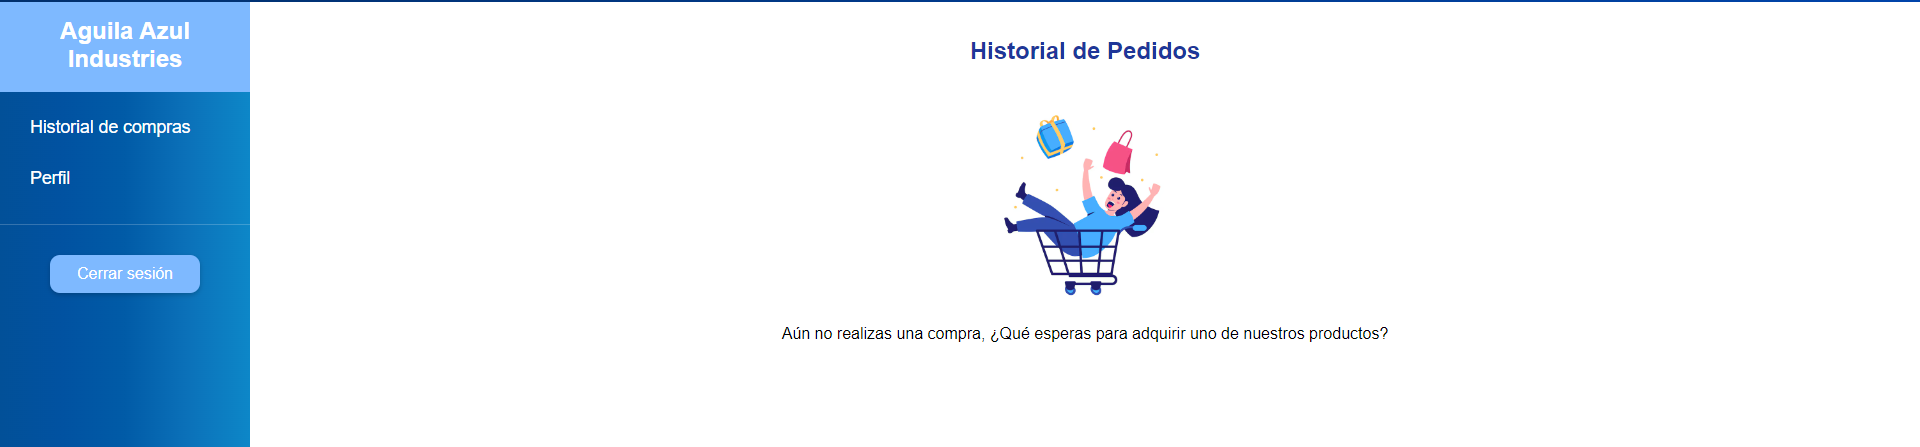 Aguila Azul
Industries
Historial de compras
Perfil
Cerrar sesión
Historial de Pedidos
Aún no realizas una compra, ¿Qué esperas para adquirir uno de nuestros productos?